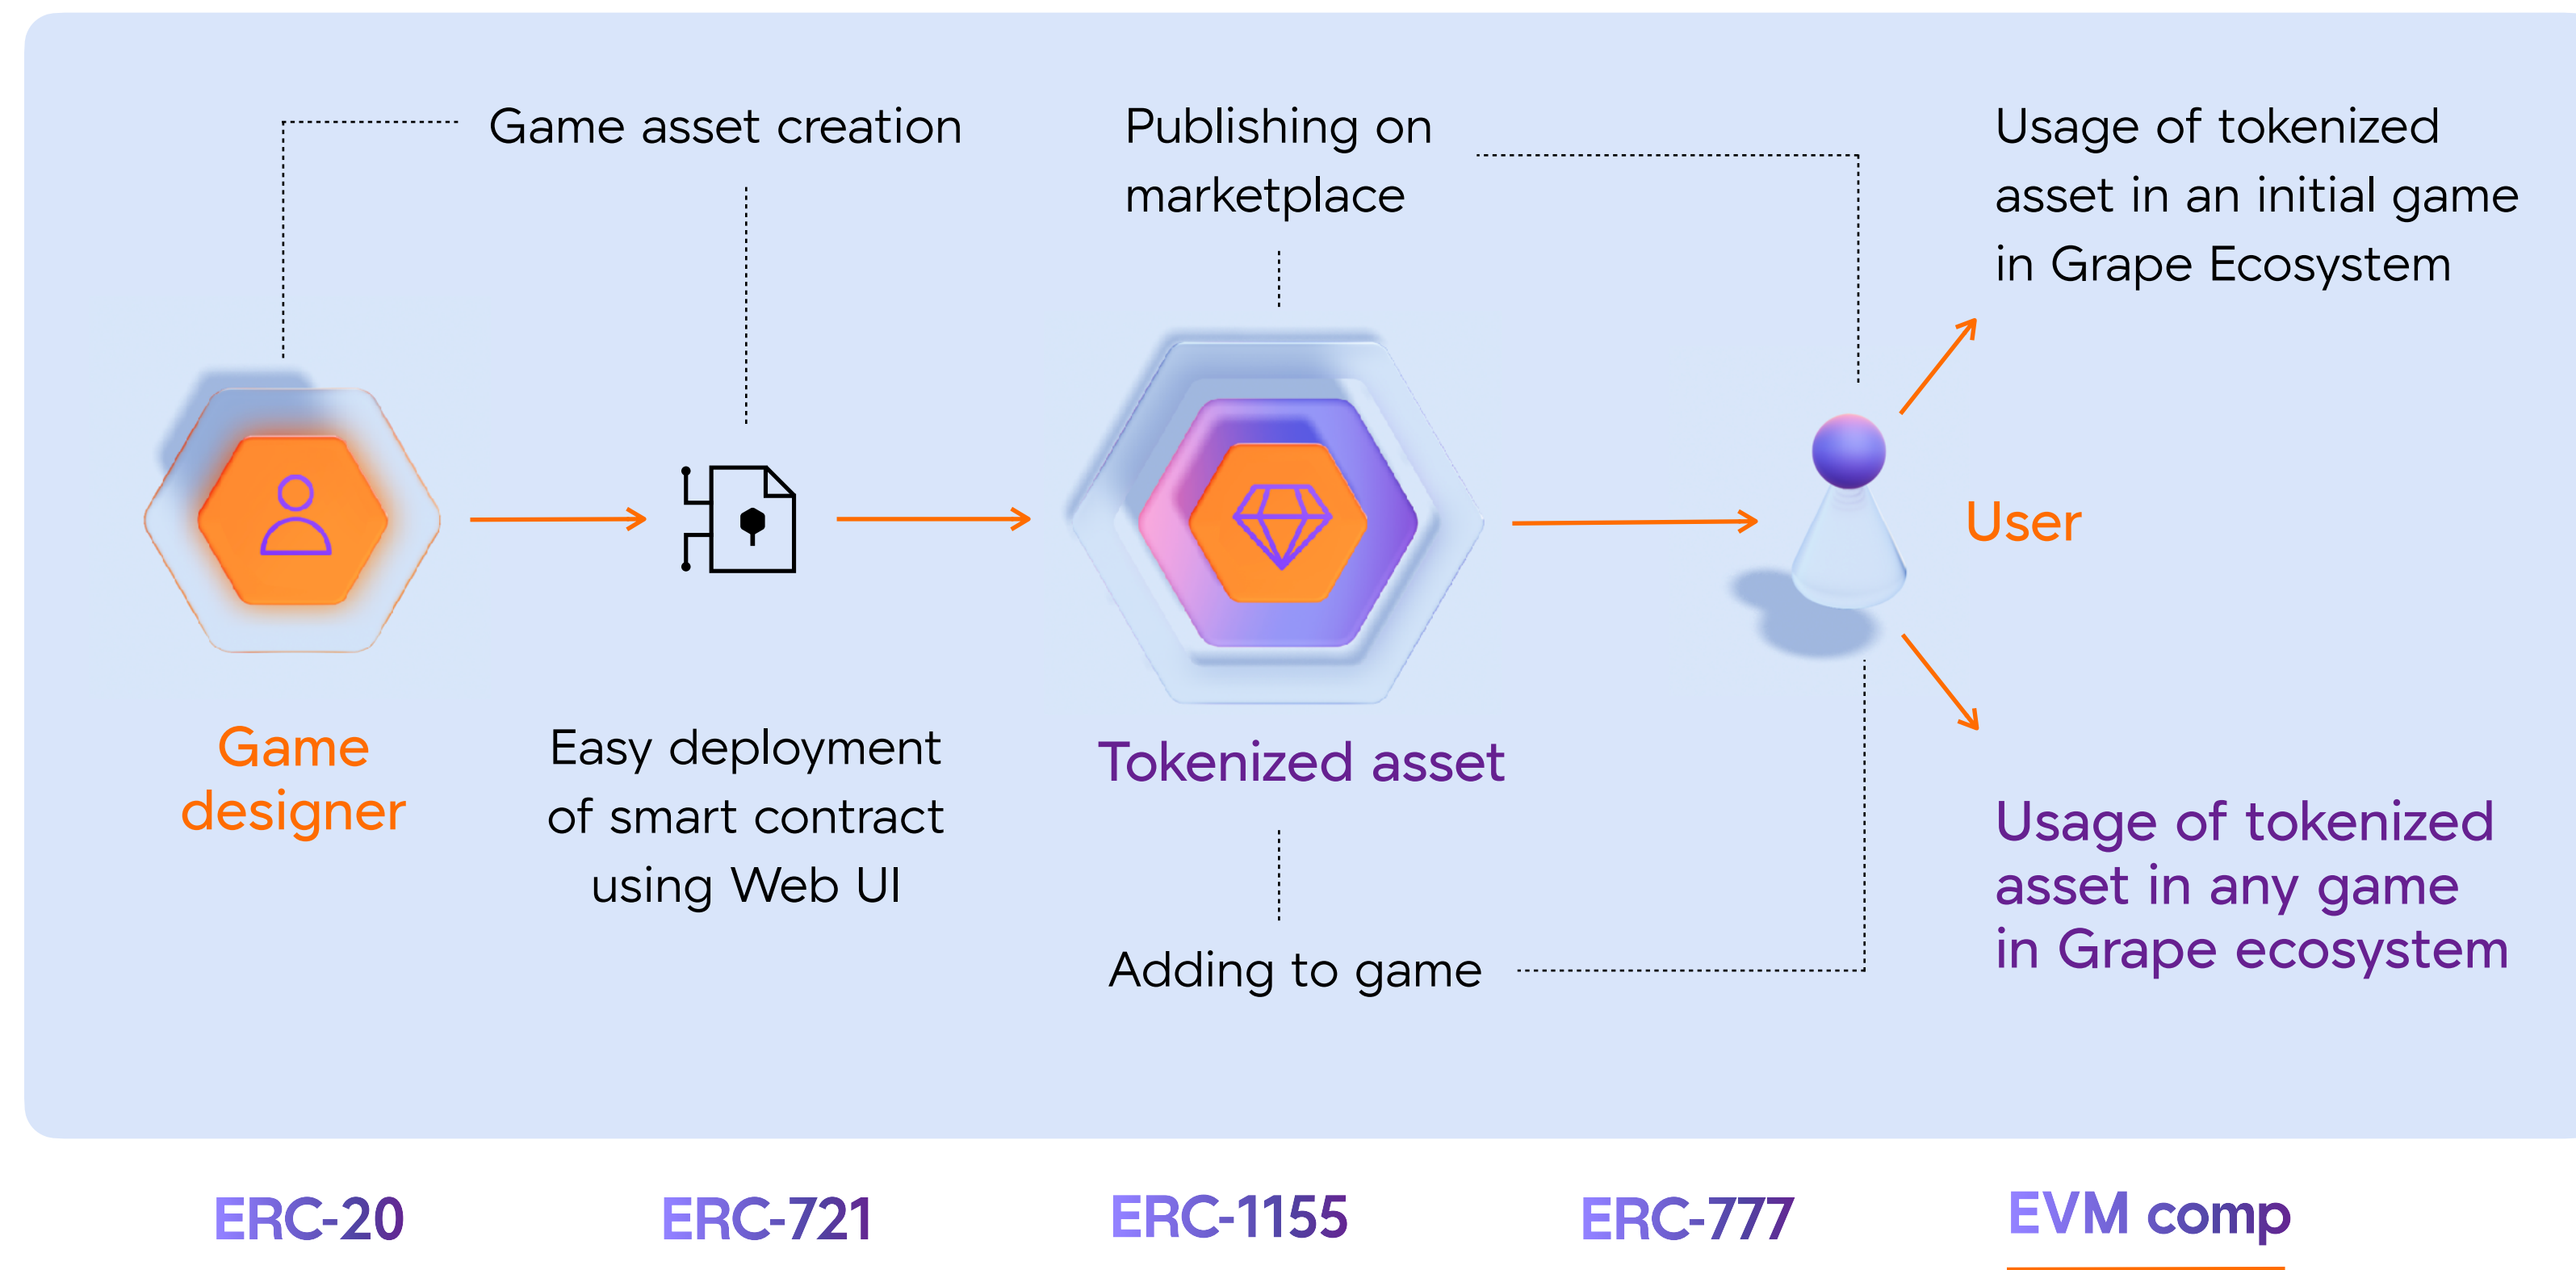 Game asset creation
Publishing on
marketplace
Usage of tokenized
asset in an initial game
in Grape Ecosystem
User
Game
designer
Easy deployment
of smart contract
using Web UI
Tokenized asset
Adding to game
Usage of tokenized
asset in any game
in Grape ecosystem
ERC-20
ERC-721
ERC-1155
ERC-777
EVM comp